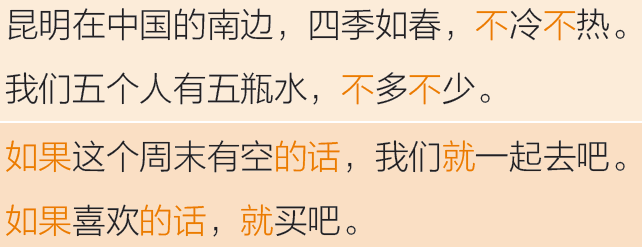 昆明在中国的南边，四季如春，不冷不热。
我们五个人有五瓶水，不多不少。
如果这个周末有空的话，我们就一起去吧。
如果喜欢的话，就买吧。